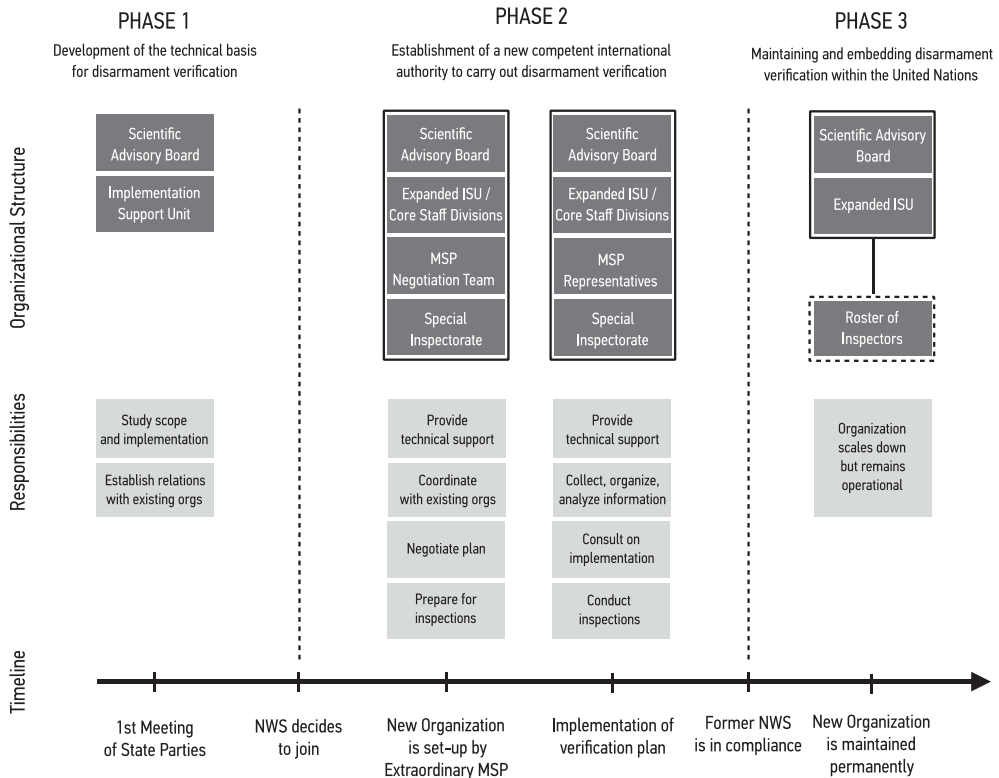 PHASE 1
Development of the technical basis
for disarmament verification
PHASE 2
Establishment of a new competent international
authority to carry out disarmament verification
PHASE 3
Maintaining and embedding disarmament
verification within the United Nations
Organizational Structure
Scientific
Advisory Board
Implementation
Support Unit
Scientific
Advisory Board
Expanded ISU /
Core Staff Divisions
MSP
Negotiation Team
Special
Inspectorate
Scientific
Advisory Board
Expanded ISU /
Core Staff Divisions
MSP
Representatives
Special
Inspectorate
Scientific Advisory
Board
Expanded ISU
Roster of
Inspectors
Responsibilities
Study scope
and implementation
Establish relations
with existing orgs
Provide
technical support
Coordinate
with existing orgs
Negotiate plan
Prepare for
inspections
Provide
technical support
Collect, organize,
analyze information
Consult on
implementation
Conduct
inspections
Organization
scales down
but remains
operational
Timeline
1st Meeting
of State Parties
NWS decides
to join
New Organization
is set-up by
Extraordinary MSP
Implementation of
verification plan
Former NWS
is in compliance
New Organization
is maintained
permanently